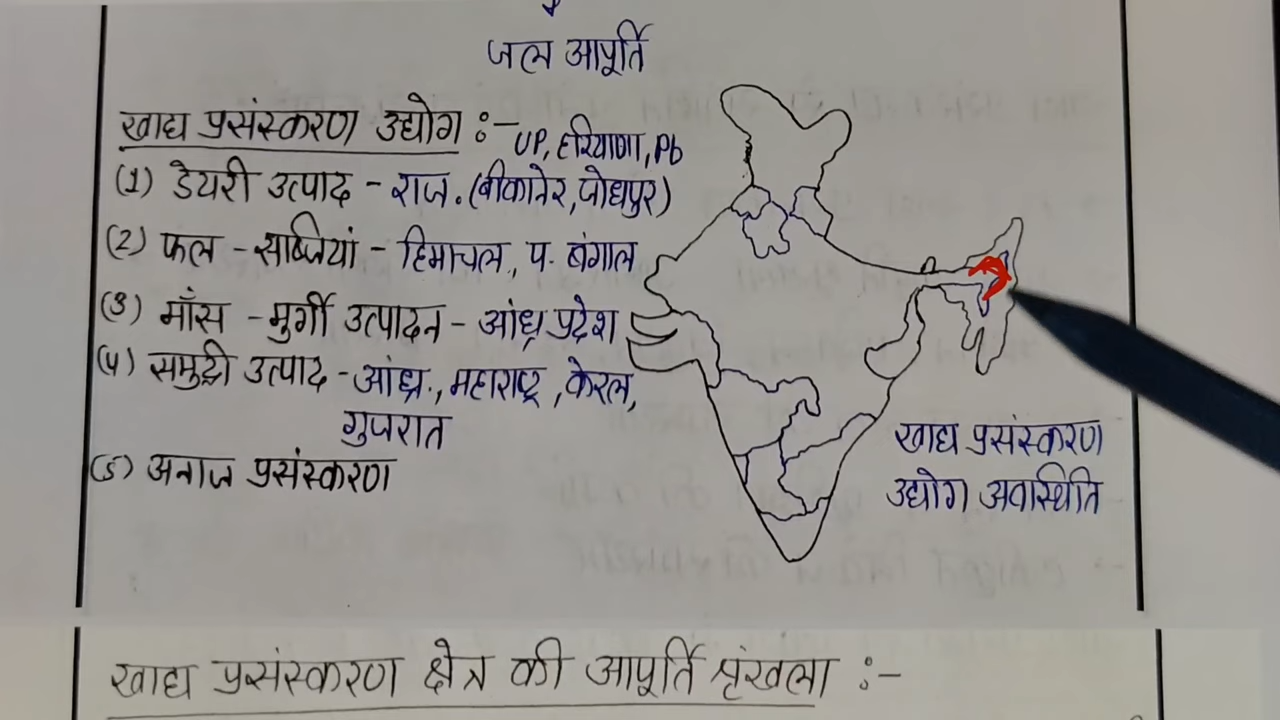 जल आपूर्ति
खाद्य प्रसंस्करण उद्योग :-
UP, हरियाणा, Pb
(1) डेयरी उत्पाद - राज. (बीकानेर, जोधपुर)
(2) फल - सब्जियां - हिमाचल, प. बंगाल
(3) माँस - मुर्गी उत्पादन - आंध्र प्रदेश
(4) समुद्री उत्पाद - आंध्र., महाराष्ट्र, केरल,
गुजरात
(5) अनाज प्रसंस्करण
खाद्य प्रसंस्करण
उद्योग अवस्थिति
खाद्य प्रसंस्करण क्षेत्र की आपूर्ति श्रृंखला :-